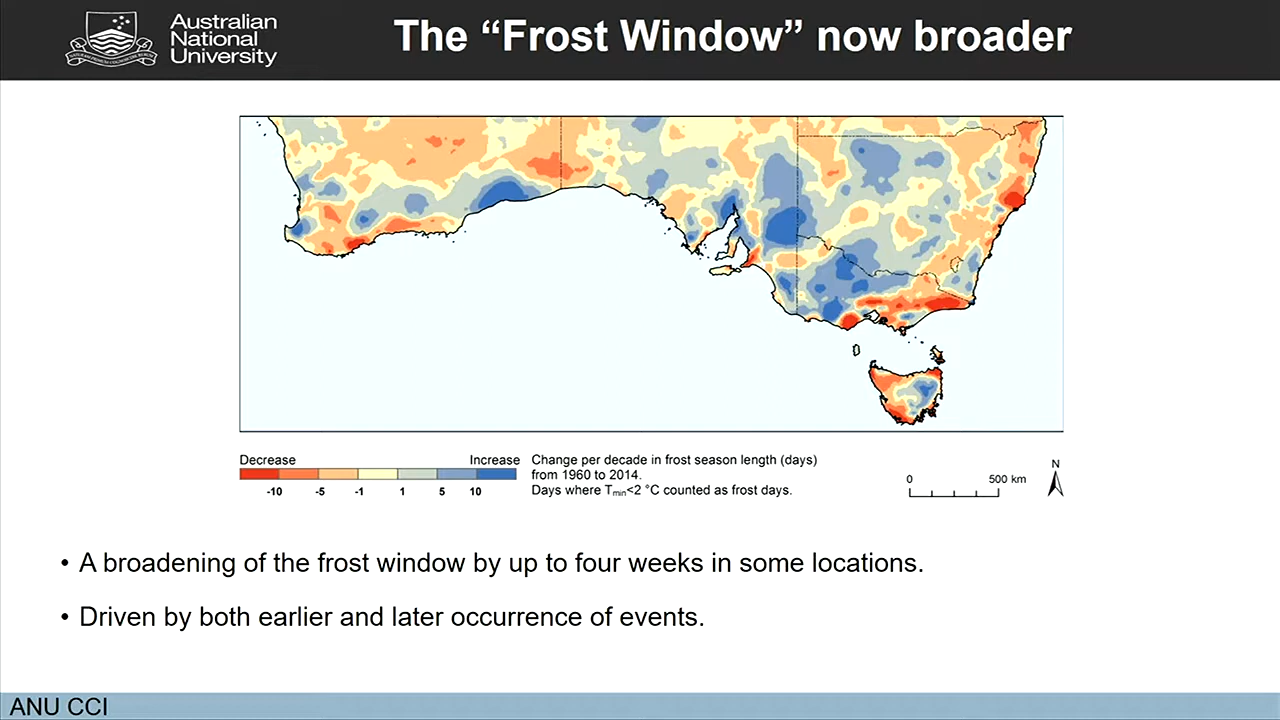 Australian
National
University
The “Frost Window” now broader
Decrease Increase
-10 -5 -1 1 5 10
Change per decade in frost season length (days)
from 1960 to 2014.
Days where Tmin<2 °C counted as frost days.
0 500 km
N
• A broadening of the frost window by up to four weeks in some locations.
• Driven by both earlier and later occurrence of events.
ANU CCI